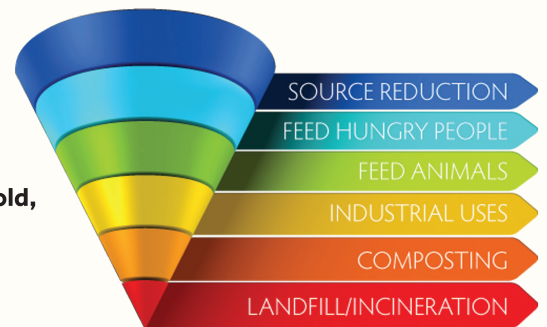 SOURCE REDUCTION
FEED HUNGRY PEOPLE
FEED ANIMALS
old,
INDUSTRIAL USES
COMPOSTING
LANDFILL/INCINERATION